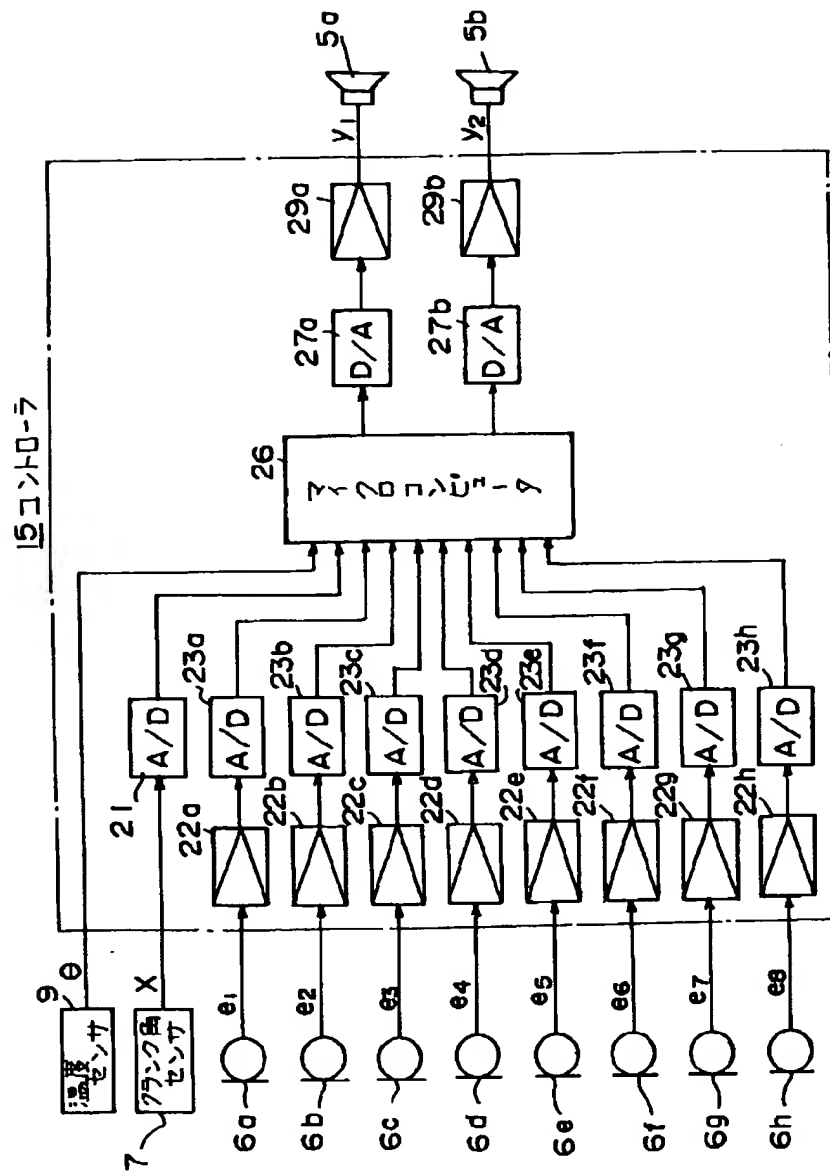 15コントローラ
9
温度
センサ
θ
7
クランク角
センサ
X
21
A/D
6a
e1
22a
23a
A/D
6b
e2
22b
23b
A/D
6c
e3
22c
23c
A/D
6d
e4
22d
23d
A/D
6e
e5
22e
23e
A/D
6f
e6
22f
23f
A/D
6g
e7
22g
23g
A/D
6h
e8
22h
23h
A/D
26
マイクロコンピュータ
27a
D/A
29a
y1
5a
27b
D/A
29b
y2
5b